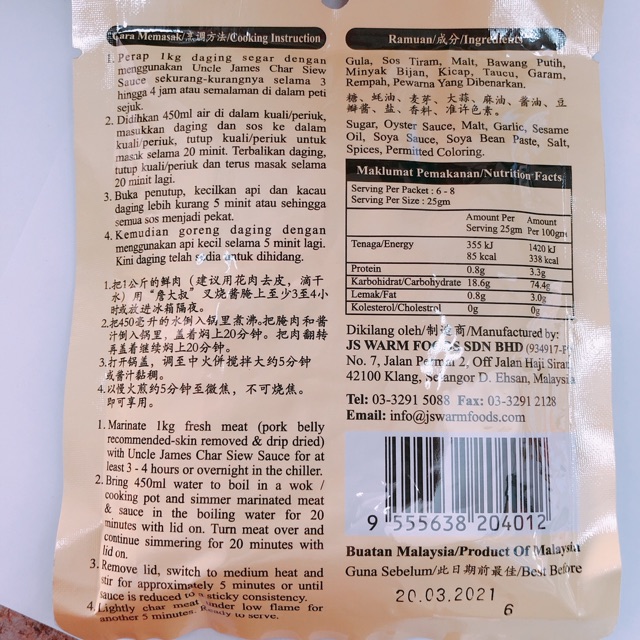 Cara Memasak/烹调方法/Cooking Instruction
1. Perap 1kg daging segar dengan
menggunakan Uncle James Char Siew
Sauce sekurang-kurangnya selama 3
hingga 4 jam atau semalaman di dalam peti
sejuk.
2. Didihkan 450ml air di dalam kuali/periuk,
masukkan daging dan sos ke dalam
kuali/periuk, tutup kuali/periuk untuk
masak selama 20 minit. Terbalikan daging,
tutup kuali/periuk dan terus masak selama
20 minit lagi.
3. Buka penutup, kecilkan api dan kacau
daging lebih kurang 5 minit atau sehingga
semua sos menjadi pekat.
4. Kemudian goreng daging dengan
menggunakan api kecil selama 5 minit lagi.
Kini daging telah sedia untuk dihidang.
1.把1公斤的鲜肉（建议用花肉去皮，滴干
水）用“詹大叔”叉烧酱腌上至少3至4小
时或放进冰箱隔夜。
2.把450毫升的水倒入锅里煮沸。把腌肉和酱
汁倒入锅里，盖着焖上20分钟。把肉翻转
再盖着继续焖上20分钟。
3.打开锅盖，调至中火併搅拌大约5分钟
或酱汁黏稠。
4.以慢火煎约5分钟至微焦，不可烧焦。
即可享用。
1. Marinate 1kg fresh meat (pork belly
recommended-skin removed & drip dried)
with Uncle James Char Siew Sauce for at
least 3 - 4 hours or overnight in the chiller.
2. Bring 450ml water to boil in a wok /
cooking pot and simmer marinated meat
& sauce in the boiling water for 20
minutes with lid on. Turn meat over and
continue simmering for 20 minutes with
lid on.
3. Remove lid, switch to medium heat and
stir for approximately 5 minutes or until
sauce is reduced to a sticky consistency.
4. Lightly char meat under low flame for
another 5 minutes. Ready to serve.
Ramuan/成分/Ingredients
Gula, Sos Tiram, Malt, Bawang Putih,
Minyak Bijan, Kicap, Taucu, Garam,
Rempah, Pewarna Yang Dibenarkan.
糖、蚝油、麦芽、大蒜、麻油、酱油、豆
瓣酱、盐、香料、准许色素。
Sugar, Oyster Sauce, Malt, Garlic, Sesame
Oil, Soya Sauce, Soya Bean Paste, Salt,
Spices, Permitted Coloring.
Maklumat Pemakanan/Nutrition Facts
Serving Per Packet : 6 - 8
Serving Per Size : 25gm
Amount Per Serving 25gm Amount Per 100gm
Tenaga/Energy 355 kJ 1420 kJ
85 kcal 338 kcal
Protein 0.8g 3.3g
Karbohidrat/Carbohydrate 18.6g 74.4g
Lemak/Fat 0.8g 3.0g
Kolesterol/Cholestrol 0g 0g
Dikilang oleh/制造商/Manufactured by:
JS WARM FOODS SDN BHD (934917-P
No. 7, Jalan Permai 2, Off Jalan Haji Sirat
42100 Klang, Selangor D. Ehsan, Malaysia
Tel: 03-3291 5088 Fax: 03-3291 2128
Email: info@jswarmfoods.com
9 555638 204012
Buatan Malaysia/Product Of Malaysia
Guna Sebelum/此日期前最佳/Best Before
20.03.2021
6